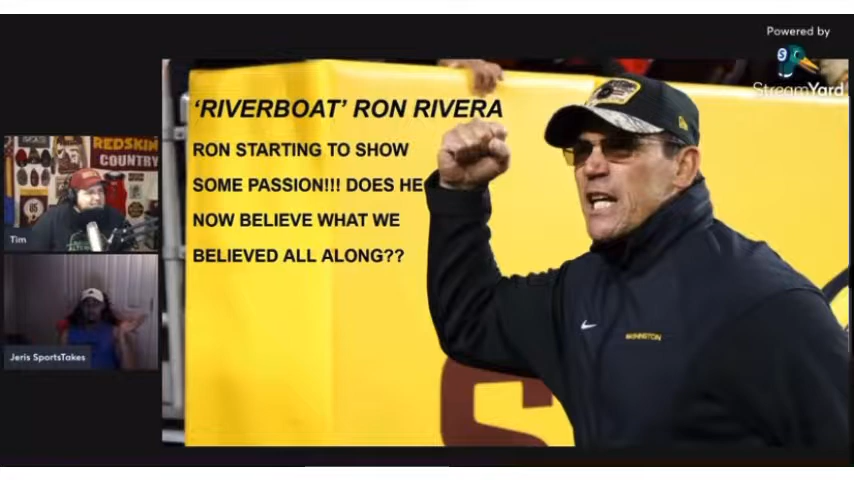 Powered by
StreamYard
'RIVERBOAT' RON RIVERA
RON STARTING TO SHOW
SOME PASSION!!! DOES HE
NOW BELIEVE WHAT WE
BELIEVED ALL ALONG??
REDSKIN
COUNTRY
Tim
Jeris SportsTakes
WASHINGTON